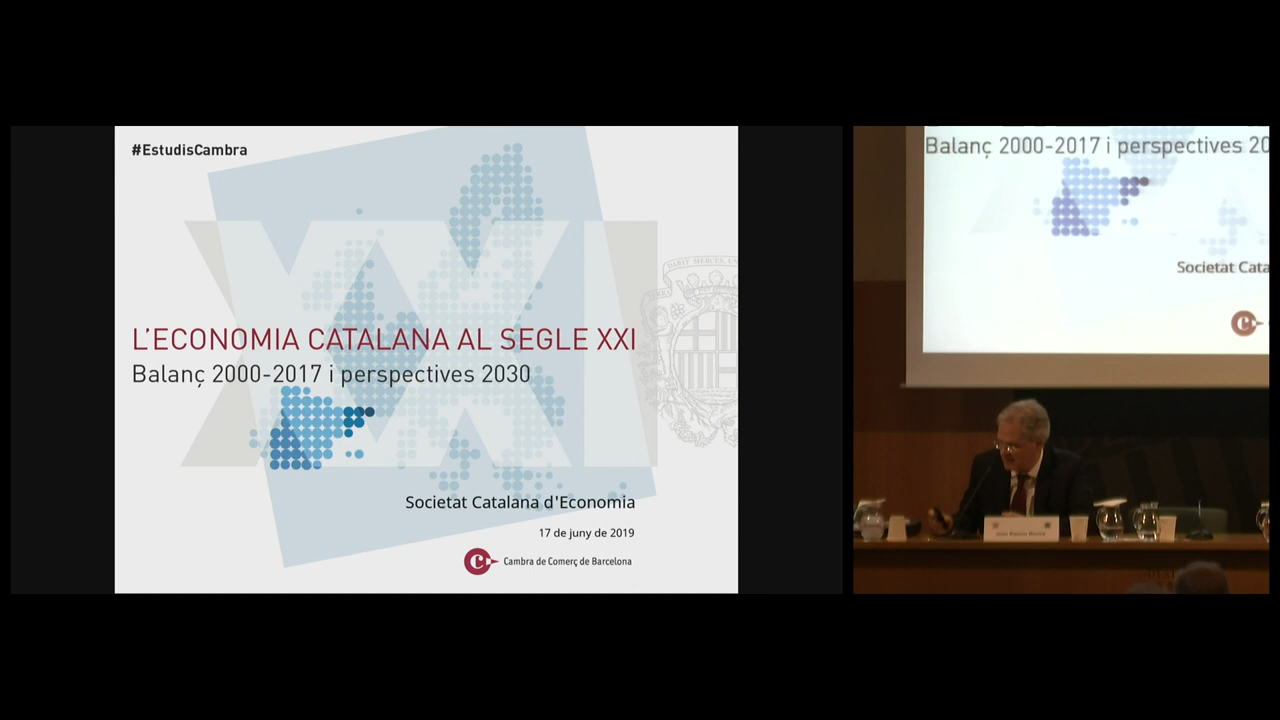 #EstudisCambra
L'ECONOMIA CATALANA AL SEGLE XXI
Balanç 2000-2017 i perspectives 2030
Societat Catalana d'Economia
17 de juny de 2019
Cambra de Comerç de Barcelona
Balanç 2000-2017 i perspectives 20
Societat Cata